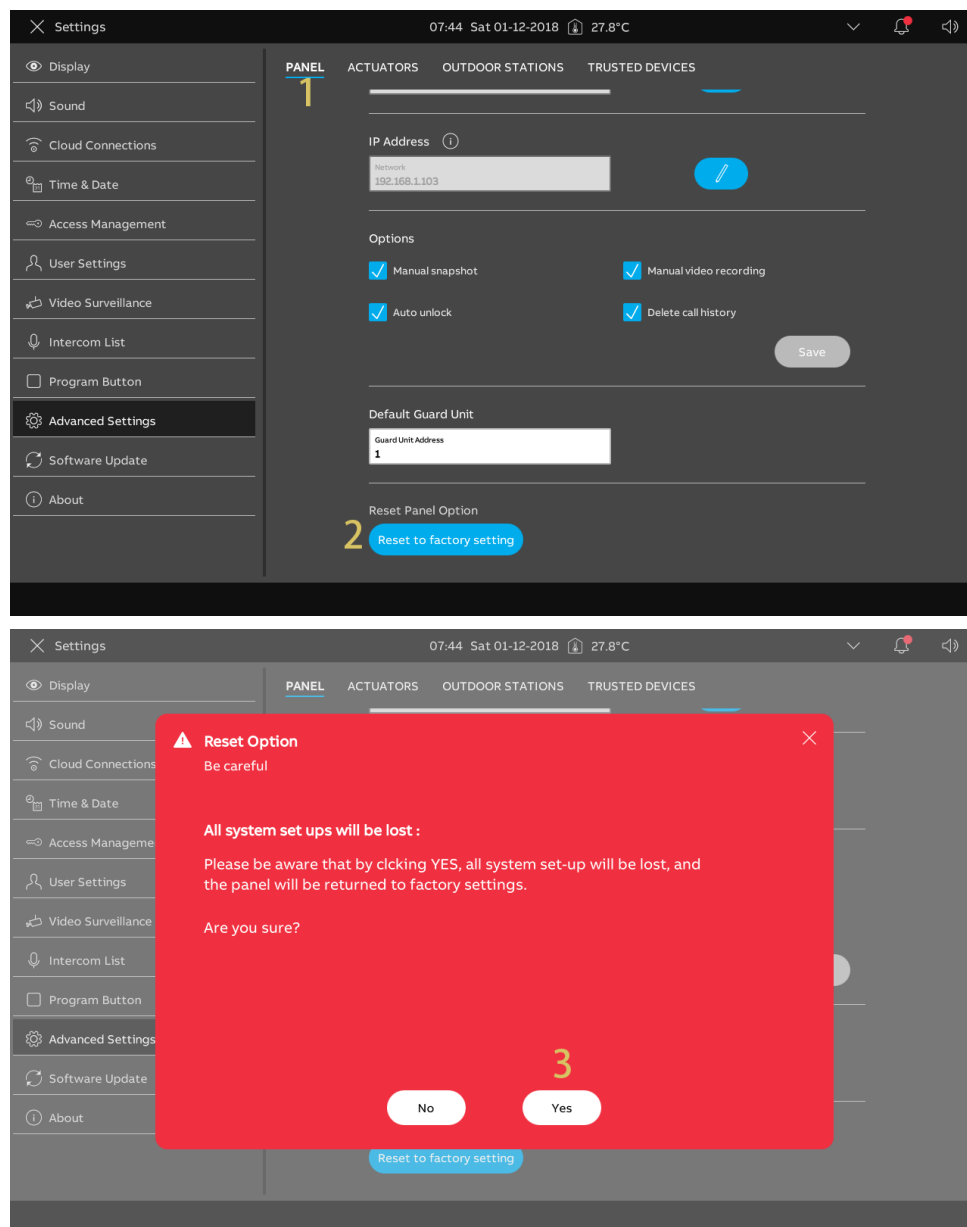 Settings
07:44 Sat 01-12-2018 27.8°C
Display
Sound
Cloud Connections
Time & Date
Access Management
User Settings
Video Surveillance
Intercom List
Program Button
Advanced Settings
Software Update
About
PANEL ACTUATORS OUTDOOR STATIONS TRUSTED DEVICES
1
IP Address
Network
192.168.1.103
Options
Manual snapshot Manual video recording
Auto unlock Delete call history
Save
Default Guard Unit
Guard Unit Address
1
Reset Panel Option
2 Reset to factory setting
Settings
07:44 Sat 01-12-2018 27.8°C
Display
Sound
Cloud Connections
Time & Date
Access Manageme
User Settings
Video Surveillance
Intercom List
Program Button
Advanced Settings
Software Update
About
PANEL ACTUATORS OUTDOOR STATIONS TRUSTED DEVICES
Reset Option
Be careful
All system set ups will be lost :
Please be aware that by clcking YES, all system set-up will be lost, and
the panel will be returned to factory settings.
Are you sure?
3
No Yes
Reset to factory setting